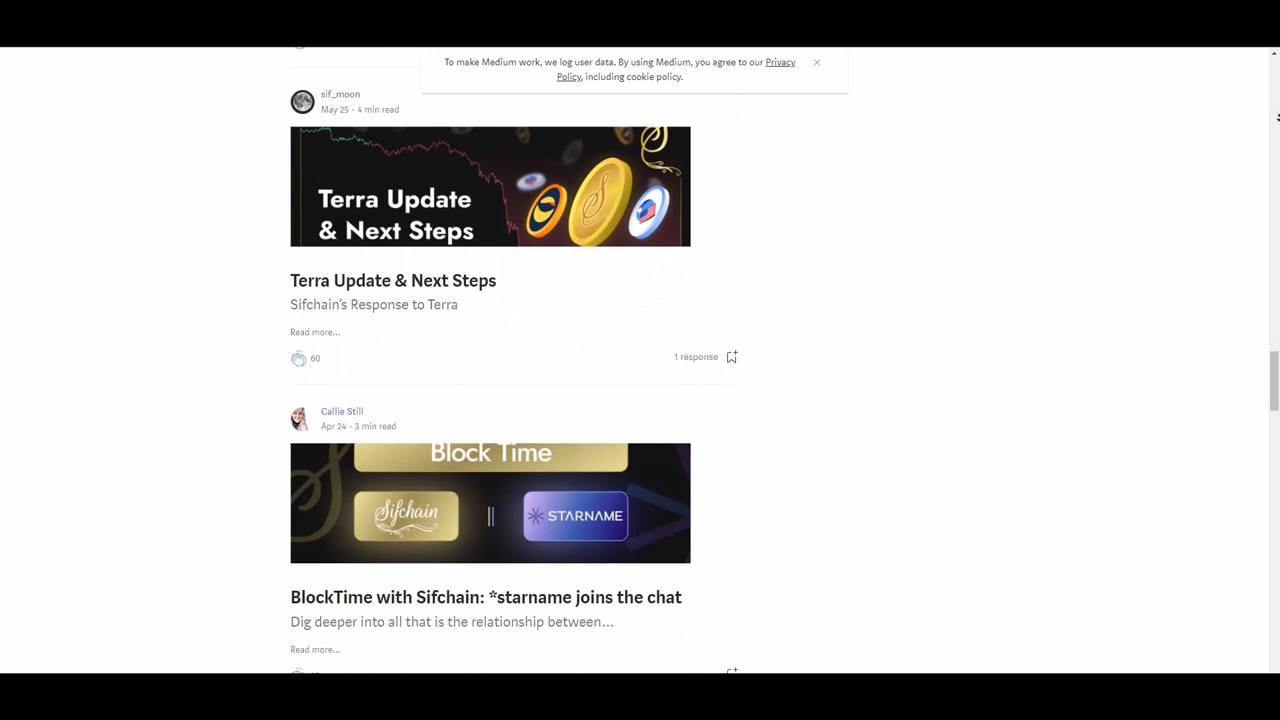 To make Medium work, we log user data. By using Medium, you agree to our Privacy
Policy, including cookie policy.
sif_moon
May 25 · 4 min read
Terra Update
& Next Steps
Terra Update & Next Steps
Sifchain’s Response to Terra
Read more…
60
1 response
Callie Still
Apr 24 · 3 min read
Block Time
Sifchain
STARNAME
BlockTime with Sifchain: *starname joins the chat
Dig deeper into all that is the relationship between…
Read more…